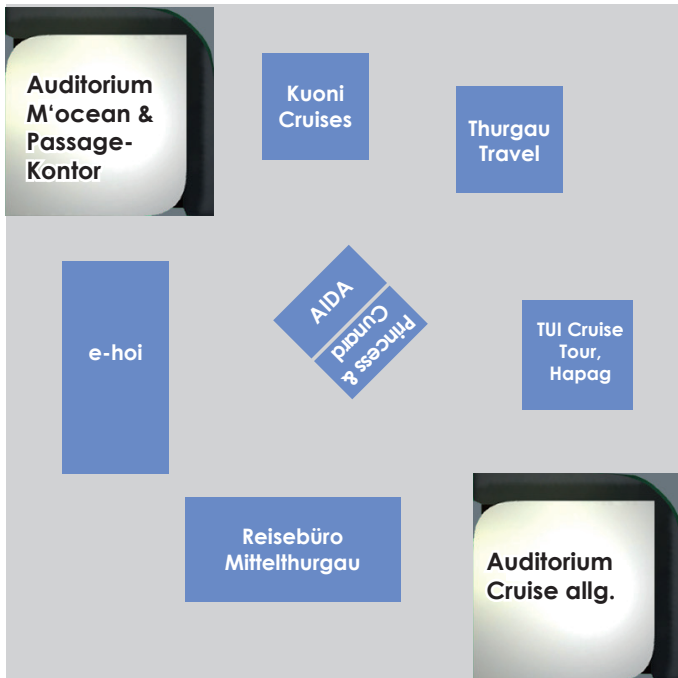 Auditorium
M‘ocean &
Passage-
Kontor
Kuoni
Cruises
Thurgau
Travel
AIDA
Princess &
Cunard
e-hoi
TUI Cruise
Tour,
Hapag
Reisebüro
Mittelthurgau
Auditorium
Cruise allg.